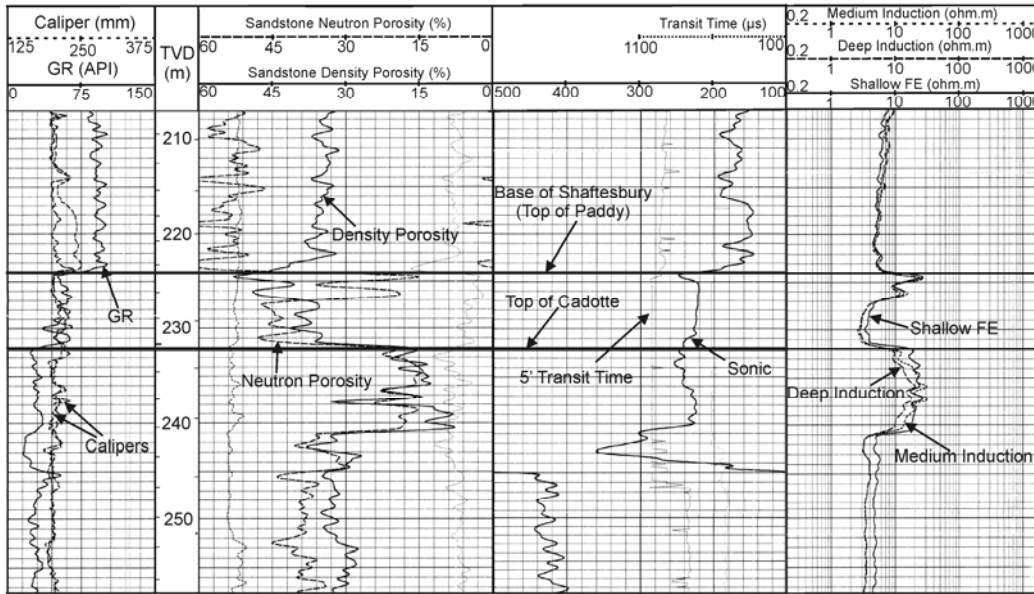 Caliper (mm)
125 250 375
GR (API)
0 75 150
TVD
(m)
Sandstone Neutron Porosity (%)
60 45 30 15 0
Sandstone Density Porosity (%)
60 45 30 15 0
Transit Time (µs)
1100 100
500 400 300 200 100
0.2 Medium Induction (ohm.m)
1 10 100 1000
0.2 Deep Induction (ohm.m)
1 10 100 1000
0.2 Shallow FE (ohm.m)
1 10 100 1000
210
220
230
240
250
Density Porosity
GR
Neutron Porosity
Calipers
Base of Shaftesbury
(Top of Paddy)
Top of Cadotte
5' Transit Time
Sonic
Shallow FE
Deep Induction
Medium Induction